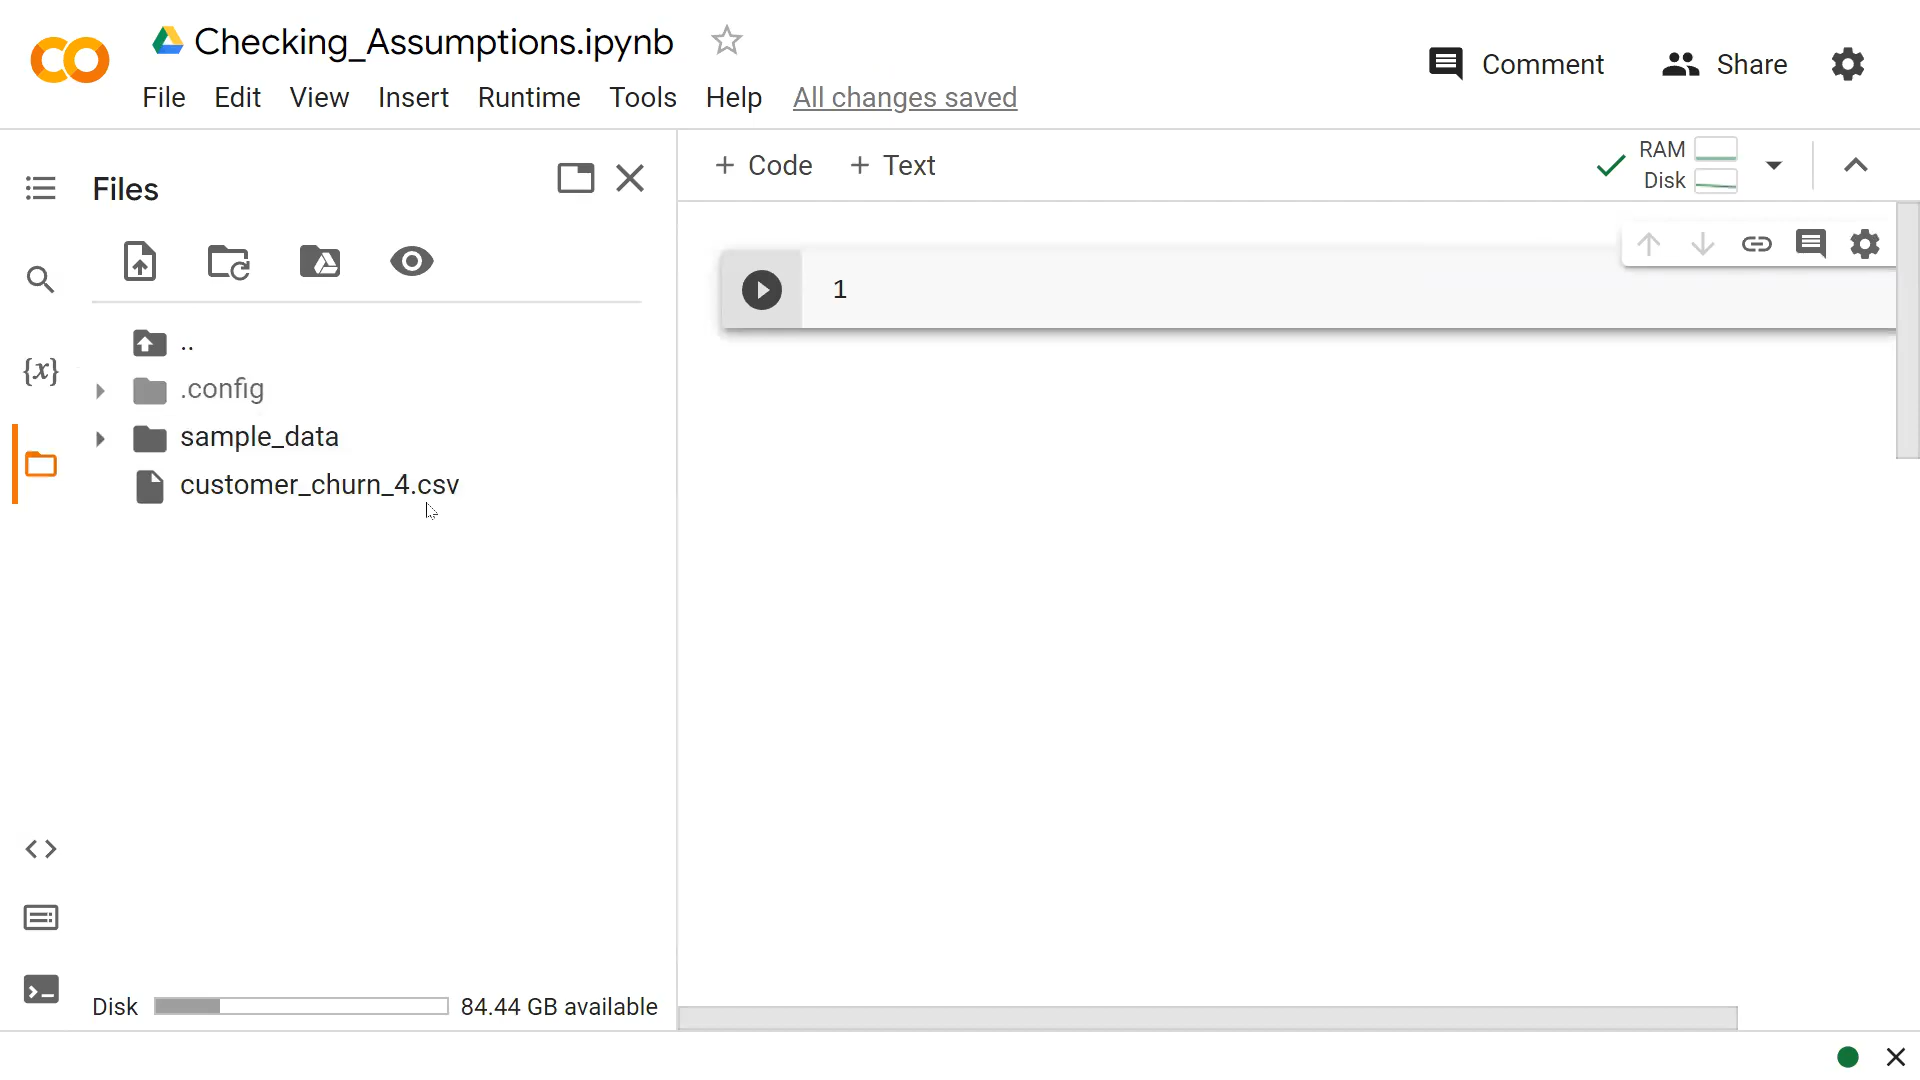 Checking_Assumptions.ipynb
File Edit View Insert Runtime Tools Help All changes saved
Comment Share
Files
+ Code + Text
RAM
Disk
{x}
1
..
.config
sample_data
customer_churn_4.csv
Disk 84.44 GB available